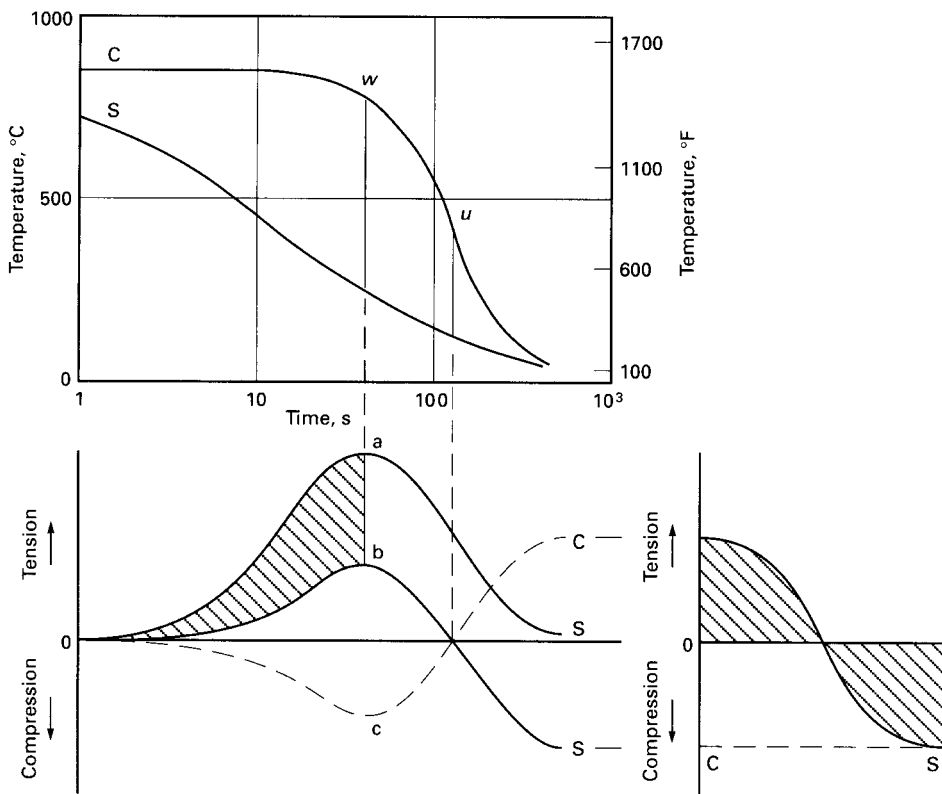 1000
C
w
S
500
u
0
Temperature, °C
1700
1100
600
100
Temperature, °F
1 10 100 10³
Time, s
a
b
c
C
S
S
Tension
0
Compression
Tension
0
Compression
C S